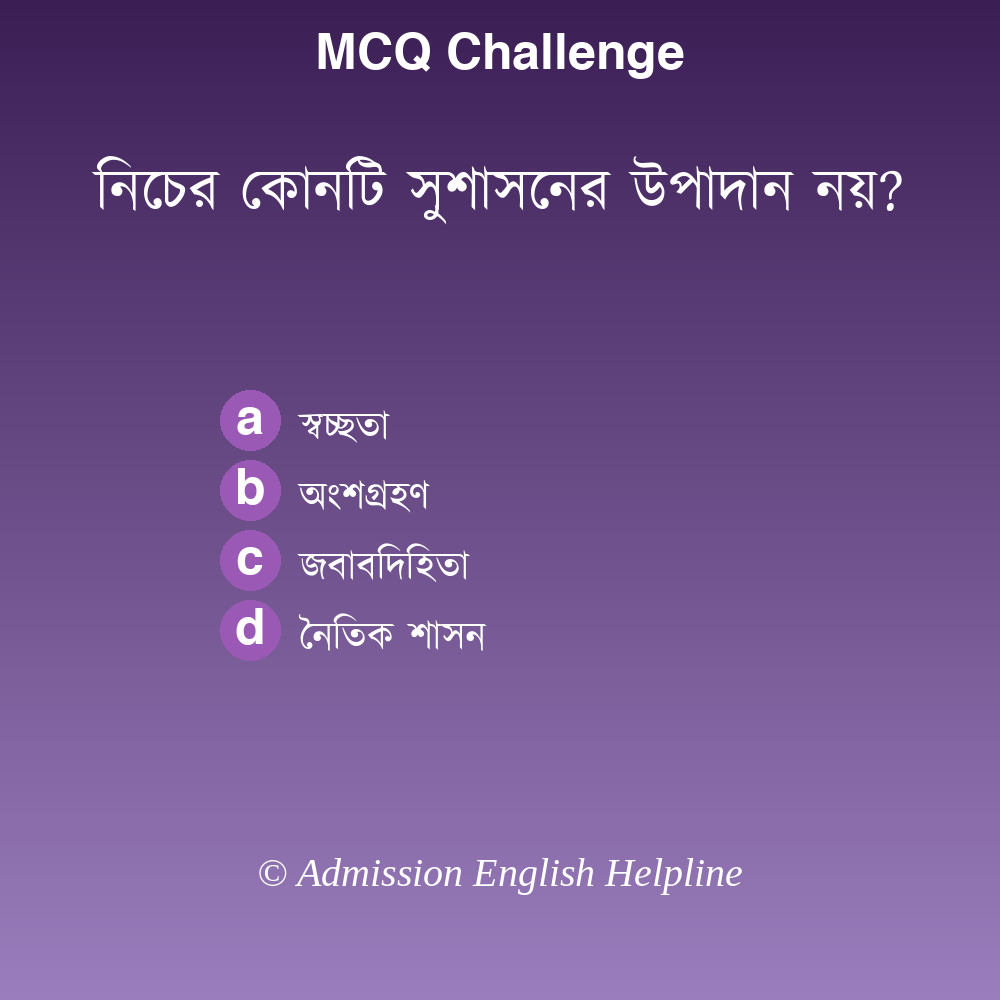 MCQ Challenge
নিচের কোনটি সুশাসনের উপাদান নয়?
a স্বচ্ছতা
b অংশগ্রহণ
c জবাবদিহিতা
d নৈতিক শাসন
© Admission English Helpline